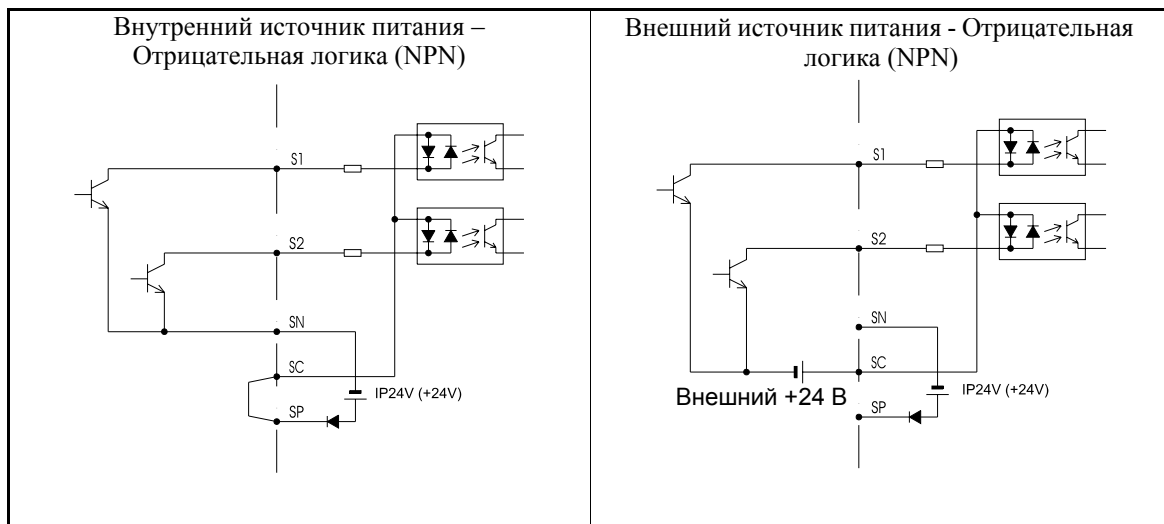 Внутренний источник питания –
Отрицательная логика (NPN)
S1
S2
SN
SC
IP24V (+24V)
SP
Внешний источник питания - Отрицательная
логика (NPN)
S1
S2
SN
SC
Внешний +24 В
IP24V (+24V)
SP